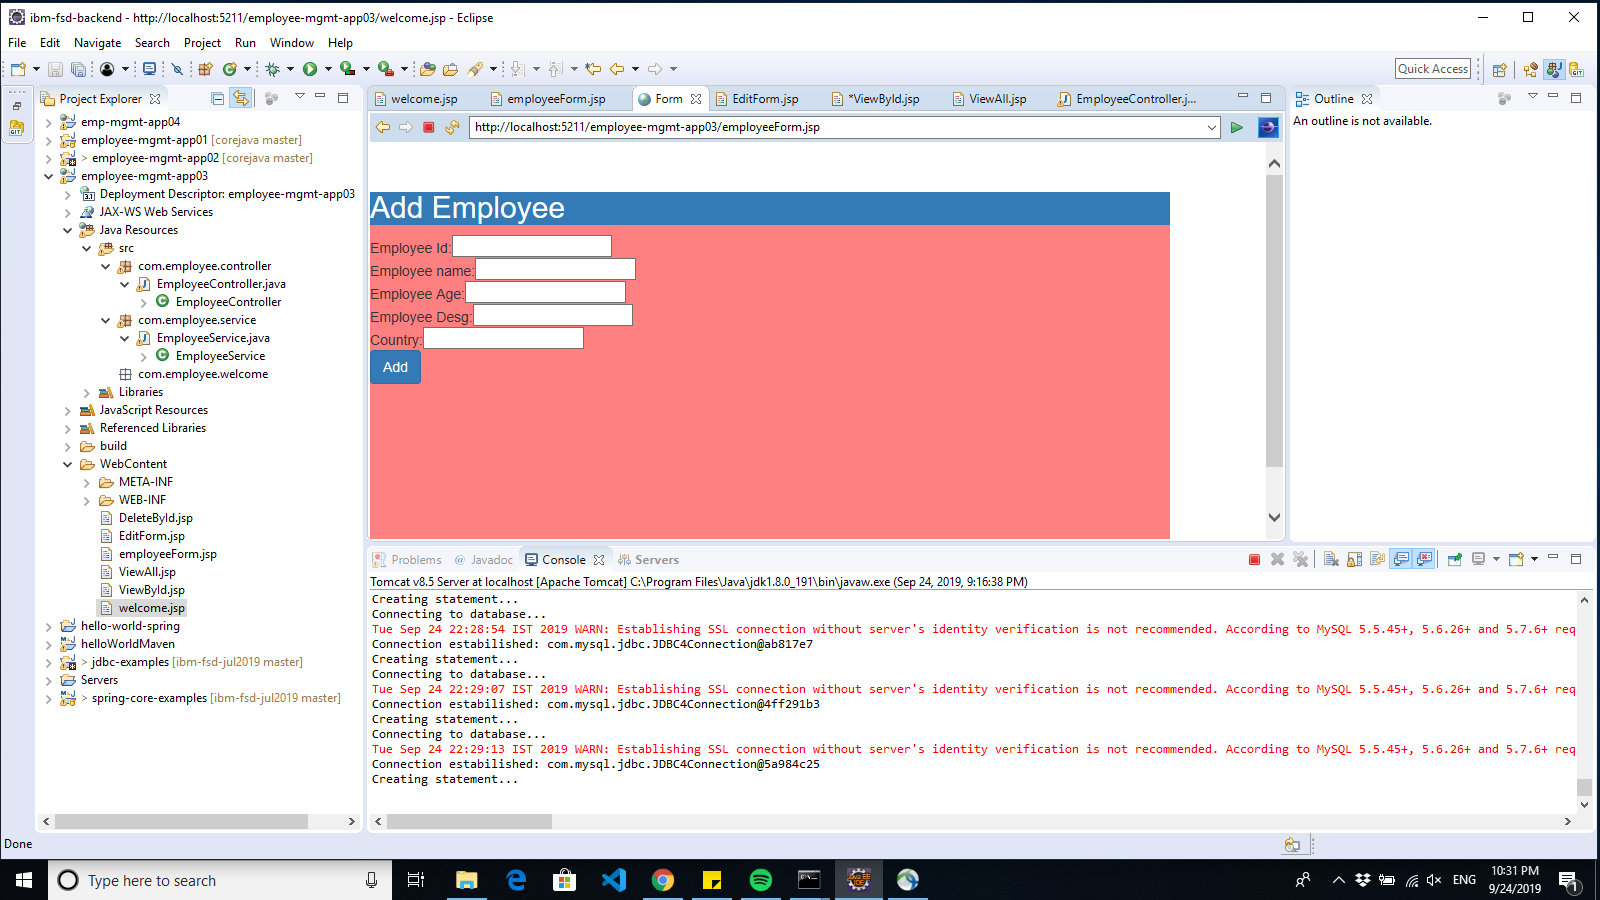 ibm-fsd-backend - http://localhost:5211/employee-mgmt-app03/welcome.jsp - Eclipse
File Edit Navigate Search Project Run Window Help
Quick Access
Project Explorer
emp-mgmt-app04
employee-mgmt-app01 [corejava master]
> employee-mgmt-app02 [corejava master]
employee-mgmt-app03
Deployment Descriptor: employee-mgmt-app03
JAX-WS Web Services
Java Resources
src
com.employee.controller
EmployeeController.java
EmployeeController
com.employee.service
EmployeeService.java
EmployeeService
com.employee.welcome
Libraries
JavaScript Resources
Referenced Libraries
build
WebContent
META-INF
WEB-INF
DeleteById.jsp
EditForm.jsp
employeeForm.jsp
ViewAll.jsp
ViewById.jsp
welcome.jsp
hello-world-spring
helloWorldMaven
> jdbc-examples [ibm-fsd-jul2019 master]
Servers
> spring-core-examples [ibm-fsd-jul2019 master]
welcome.jsp employeeForm.jsp Form EditForm.jsp *ViewById.jsp ViewAll.jsp EmployeeController.j...
http://localhost:5211/employee-mgmt-app03/employeeForm.jsp
Add Employee
Employee Id:
Employee name:
Employee Age:
Employee Desg:
Country:
Add
Outline
An outline is not available.
Problems @ Javadoc Console Servers
Tomcat v8.5 Server at localhost [Apache Tomcat] C:\Program Files\Java\jdk1.8.0_191\bin\javaw.exe (Sep 24, 2019, 9:16:38 PM)
Creating statement...
Connecting to database...
Tue Sep 24 22:28:54 IST 2019 WARN: Establishing SSL connection without server's identity verification is not recommended. According to MySQL 5.5.45+, 5.6.26+ and 5.7.6+ req
Connection estabilished: com.mysql.jdbc.JDBC4Connection@ab817e7
Creating statement...
Connecting to database...
Tue Sep 24 22:29:07 IST 2019 WARN: Establishing SSL connection without server's identity verification is not recommended. According to MySQL 5.5.45+, 5.6.26+ and 5.7.6+ req
Connection estabilished: com.mysql.jdbc.JDBC4Connection@4ff291b3
Creating statement...
Connecting to database...
Tue Sep 24 22:29:13 IST 2019 WARN: Establishing SSL connection without server's identity verification is not recommended. According to MySQL 5.5.45+, 5.6.26+ and 5.7.6+ req
Connection estabilished: com.mysql.jdbc.JDBC4Connection@5a984c25
Creating statement...
Done
Type here to search
ENG
10:31 PM
9/24/2019
1